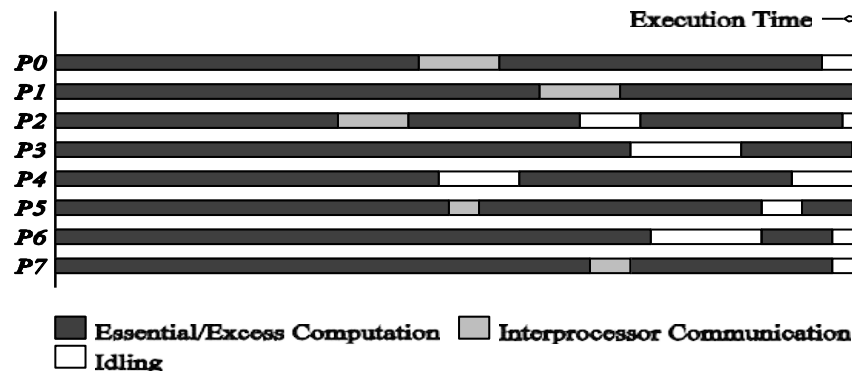 Execution Time
P0
P1
P2
P3
P4
P5
P6
P7
Essential/Excess Computation
Interprocessor Communication
Idling